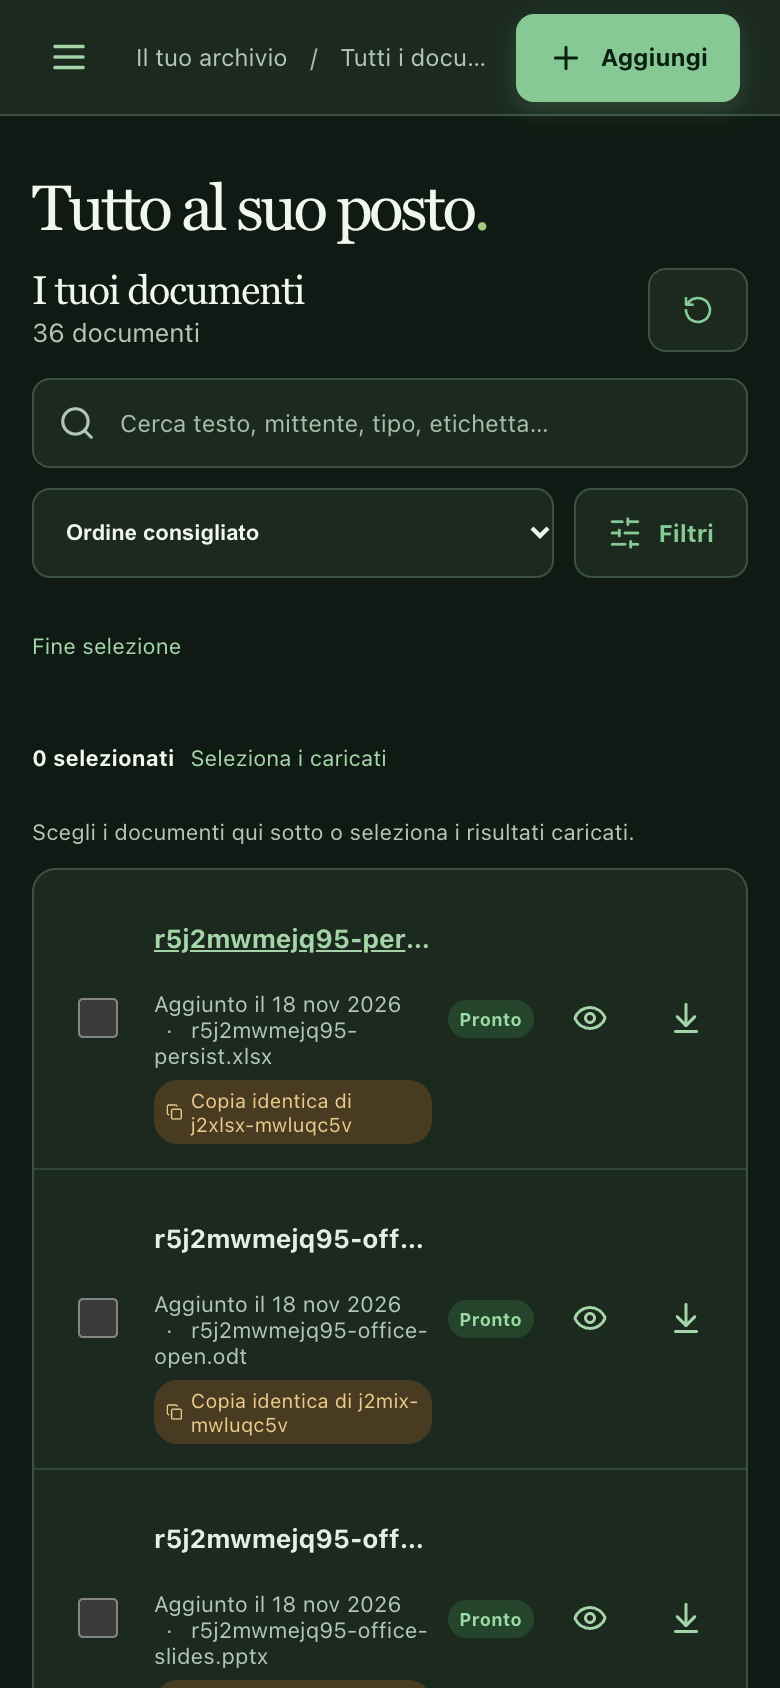 Il tuo archivio / Tutti i docu...
Aggiungi
Tutto al suo posto.
I tuoi documenti
36 documenti
Cerca testo, mittente, tipo, etichetta...
Ordine consigliato
Filtri
Fine selezione
0 selezionati Seleziona i caricati
Scegli i documenti qui sotto o seleziona i risultati caricati.
r5j2mwmejq95-per...
Aggiunto il 18 nov 2026
· r5j2mwmejq95-
persist.xlsx
Pronto
Copia identica di
j2xlsx-mwluqc5v
r5j2mwmejq95-off...
Aggiunto il 18 nov 2026
· r5j2mwmejq95-office-
open.odt
Pronto
Copia identica di j2mix-
mwluqc5v
r5j2mwmejq95-off...
Aggiunto il 18 nov 2026
· r5j2mwmejq95-office-
slides.pptx
Pronto